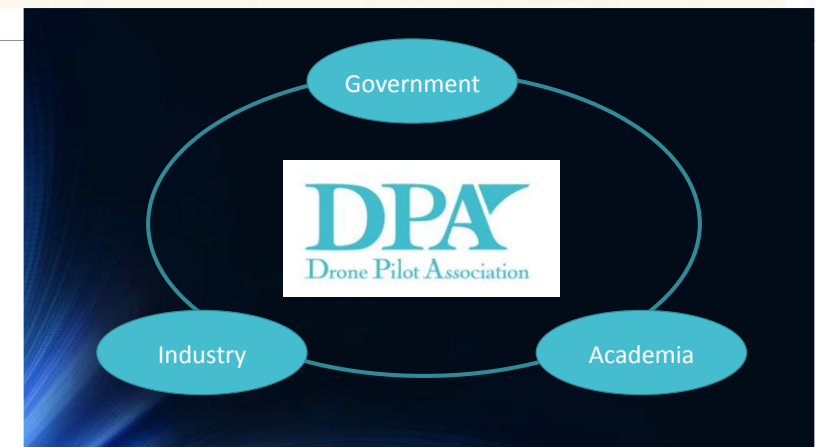 Government
DPA
Drone Pilot Association
Industry
Academia